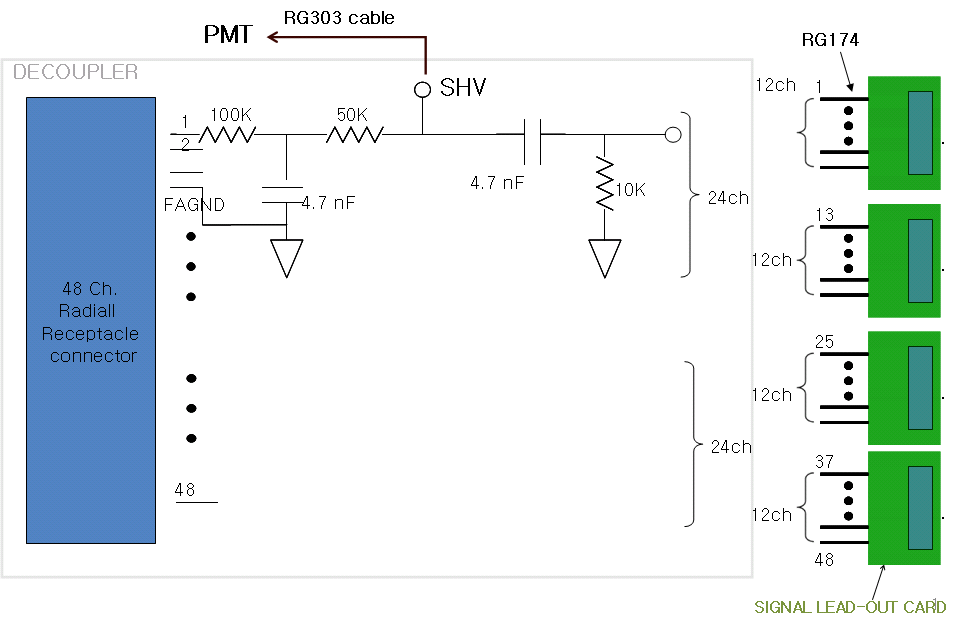 RG303 cable
PMT
RG174
DECOUPLER
SHV
12ch
1
1
100K
50K
2
4.7 nF
10K
24ch
4.7 nF
FAGND
13
12ch
48 Ch.
Radiall
Receptacle
connector
25
12ch
24ch
37
48
12ch
48
SIGNAL LEAD-OUT CARD
1